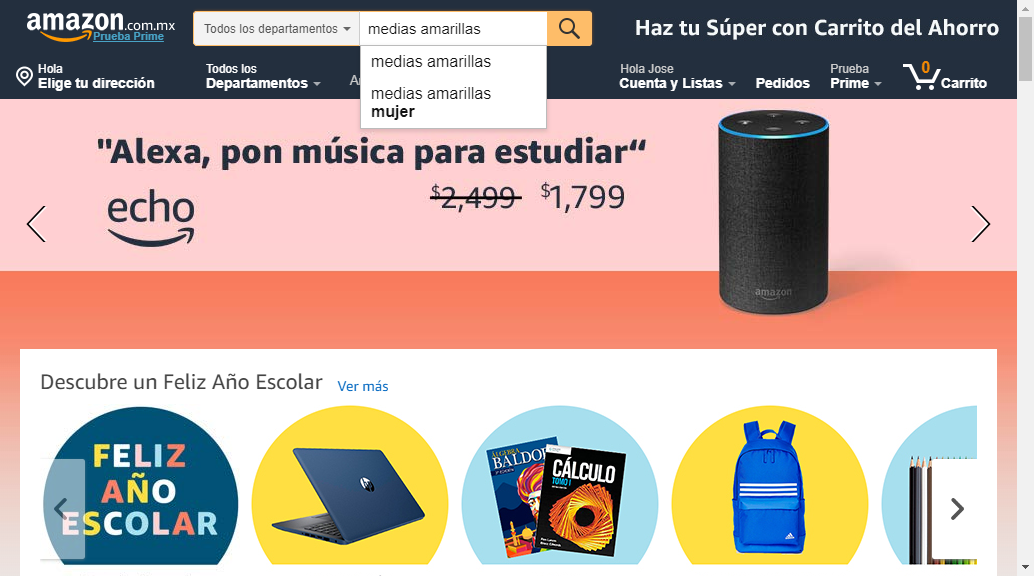 amazon.com.mx
Prueba Prime
Todos los departamentos
medias amarillas
Haz tu Súper con Carrito del Ahorro
medias amarillas
medias amarillas
mujer
Hola
Elige tu dirección
Todos los
Departamentos
Hola Jose
Cuenta y Listas
Pedidos
Prueba
Prime
0
Carrito
"Alexa, pon música para estudiar“
echo
$2,499 $1,799
amazon
Descubre un Feliz Año Escolar Ver más
FELIZ
AÑO
ESCOLAR
hp
ÁLGEBRA
BALDOR
CÁLCULO
TOMO I
adidas